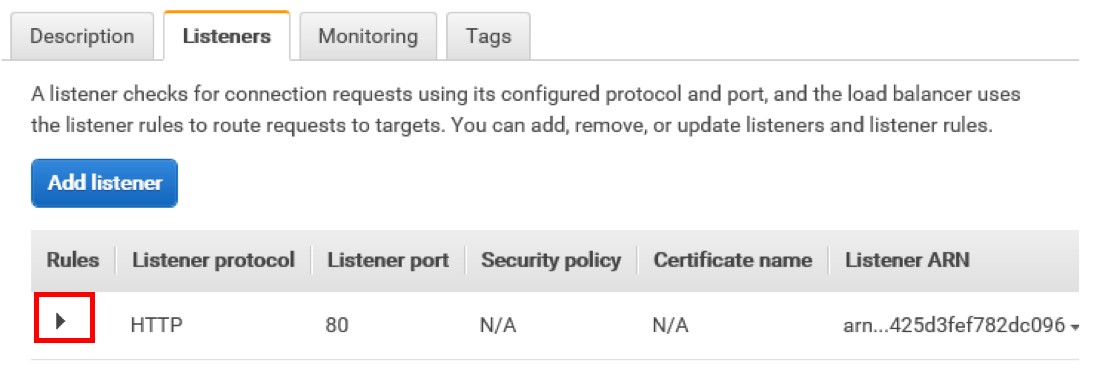 Description Listeners Monitoring Tags
A listener checks for connection requests using its configured protocol and port, and the load balancer uses
the listener rules to route requests to targets. You can add, remove, or update listeners and listener rules.
Add listener
Rules Listener protocol Listener port Security policy Certificate name Listener ARN
HTTP 80 N/A N/A arn...425d3fef782dc096